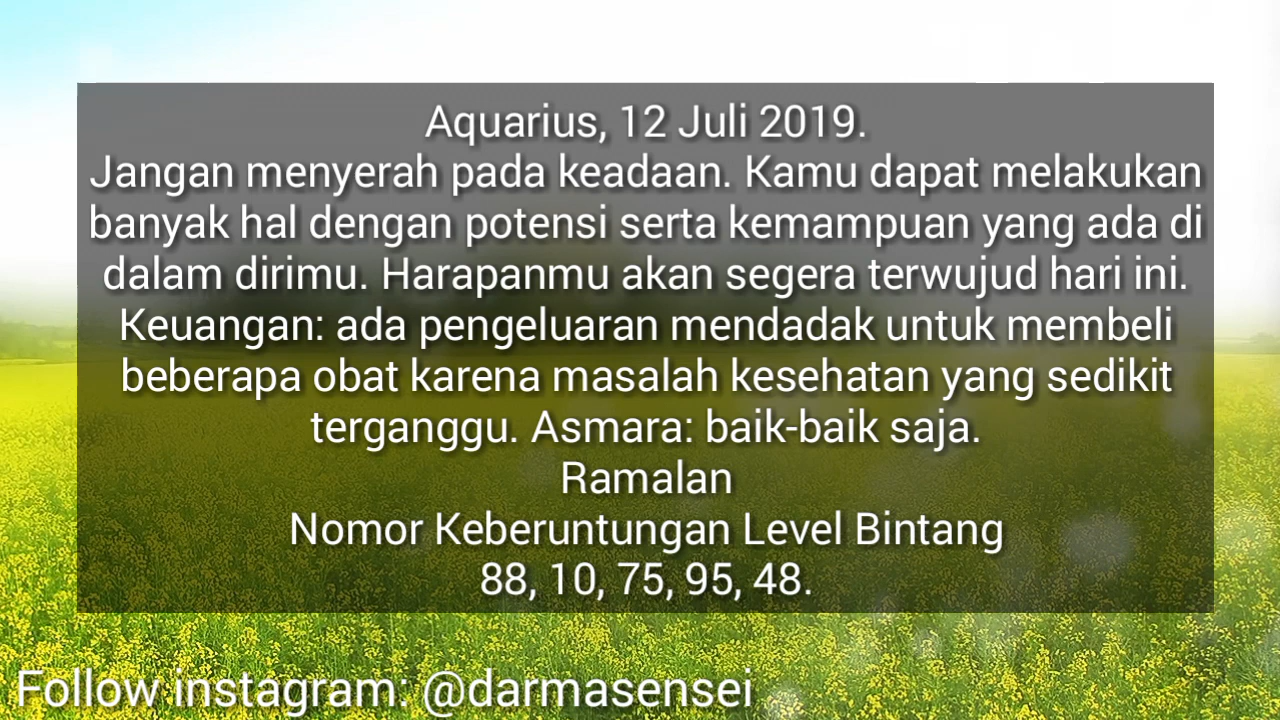 Aquarius, 12 Juli 2019.
Jangan menyerah pada keadaan. Kamu dapat melakukan
banyak hal dengan potensi serta kemampuan yang ada di
dalam dirimu. Harapanmu akan segera terwujud hari ini.
Keuangan: ada pengeluaran mendadak untuk membeli
beberapa obat karena masalah kesehatan yang sedikit
terganggu. Asmara: baik-baik saja.
Ramalan
Nomor Keberuntungan Level Bintang
88, 10, 75, 95, 48.
Follow instagram: @darmasensei